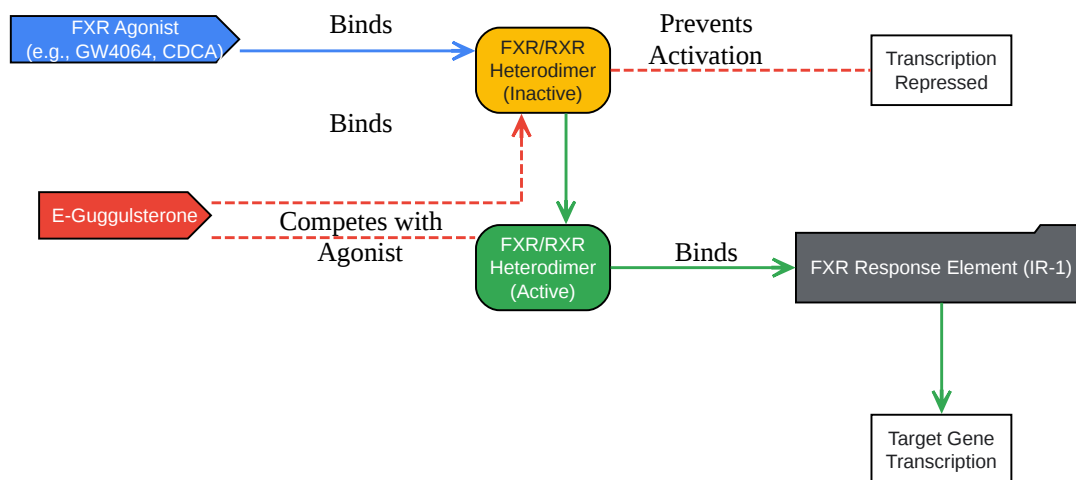 FXR Agonist
(e.g., GW4064, CDCA)
Binds
FXR/RXR
Heterodimer
(Inactive)
Prevents
Activation
Transcription
Repressed
Binds
E-Guggulsterone
Competes with
Agonist
FXR/RXR
Heterodimer
(Active)
Binds
FXR Response Element (IR-1)
Target Gene
Transcription